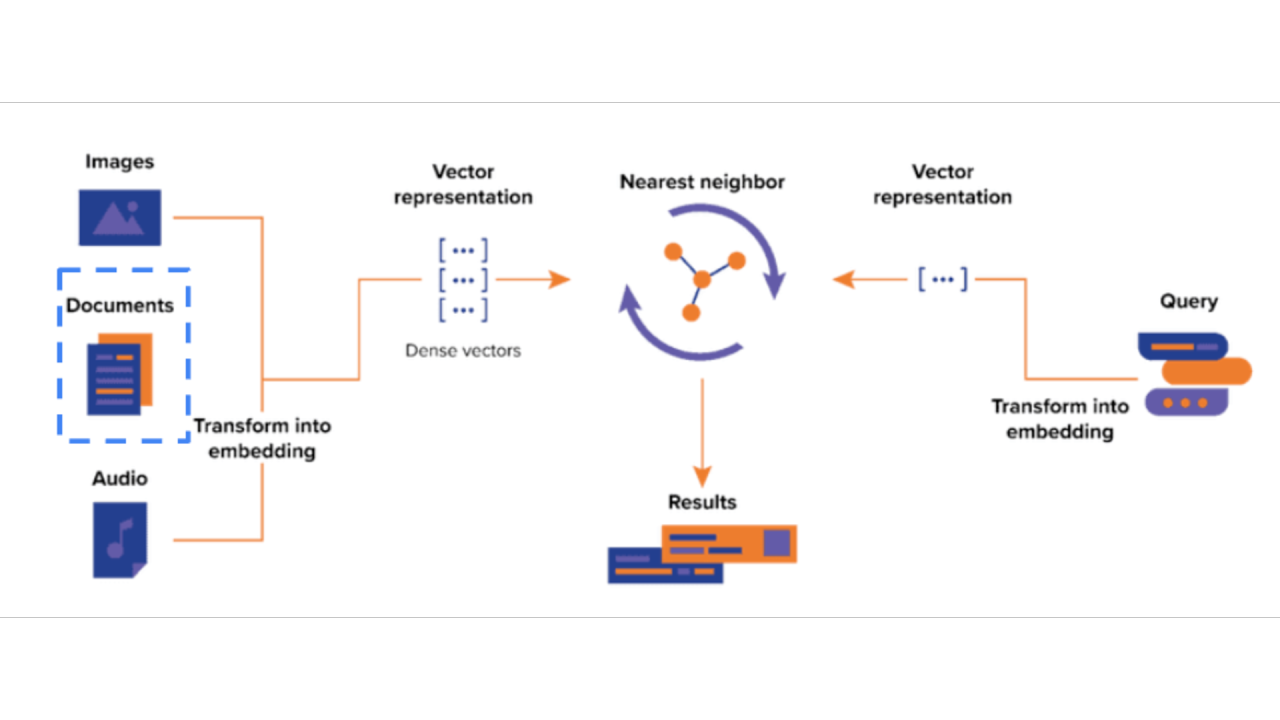 Images
Documents
Transform into
embedding
Audio
Vector
representation
[ ••• ]
[ ••• ]
[ ••• ]
Dense vectors
Nearest neighbor
Results
Vector
representation
[ ••• ]
Transform into
embedding
Query